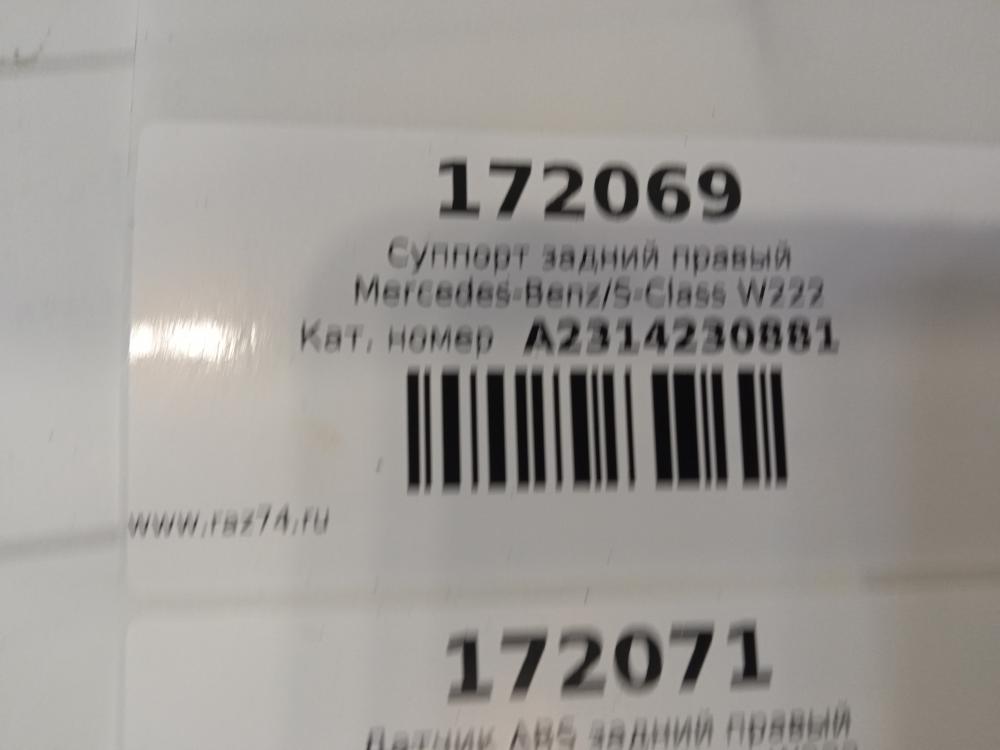 172069
Суппорт задний правый
Mercedes-Benz/S-Class W222
Кат. номер A2314230881
www.raz74.ru
172071
Датчик ABS задний правый